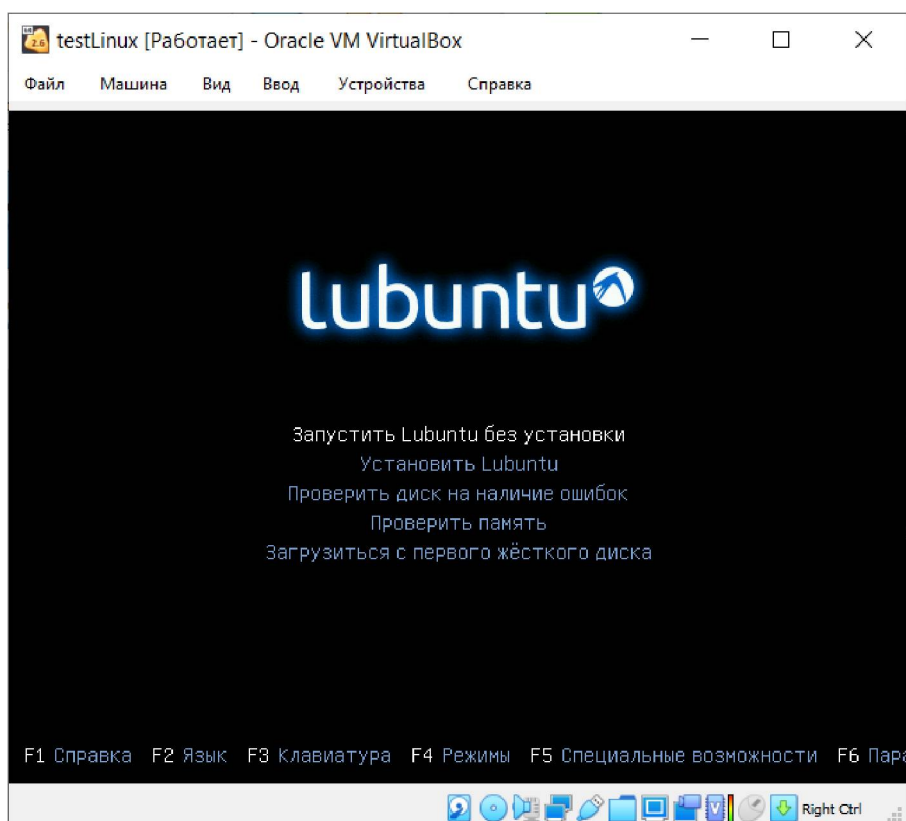 testLinux [Работает] - Oracle VM VirtualBox
Файл Машина Вид Ввод Устройства Справка
lubuntu
Запустить Lubuntu без установки
Установить Lubuntu
Проверить диск на наличие ошибок
Проверить память
Загрузиться с первого жёсткого диска
F1 Справка F2 Язык F3 Клавиатура F4 Режимы F5 Специальные возможности F6 Пара
Right Ctrl